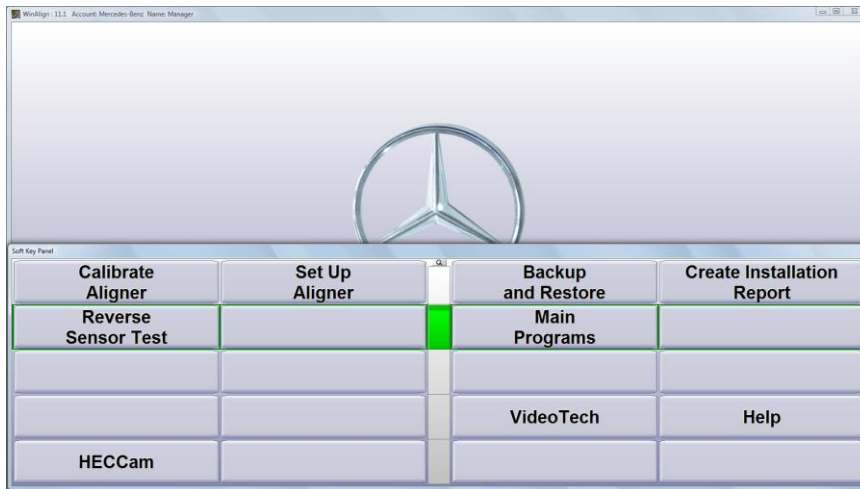 WinAlign : 11.1 Account: Mercedes-Benz Name: Manager
Soft Key Panel
Calibrate
Aligner
Set Up
Aligner
Backup
and Restore
Create Installation
Report
Reverse
Sensor Test
Main
Programs
VideoTech
Help
HECCam